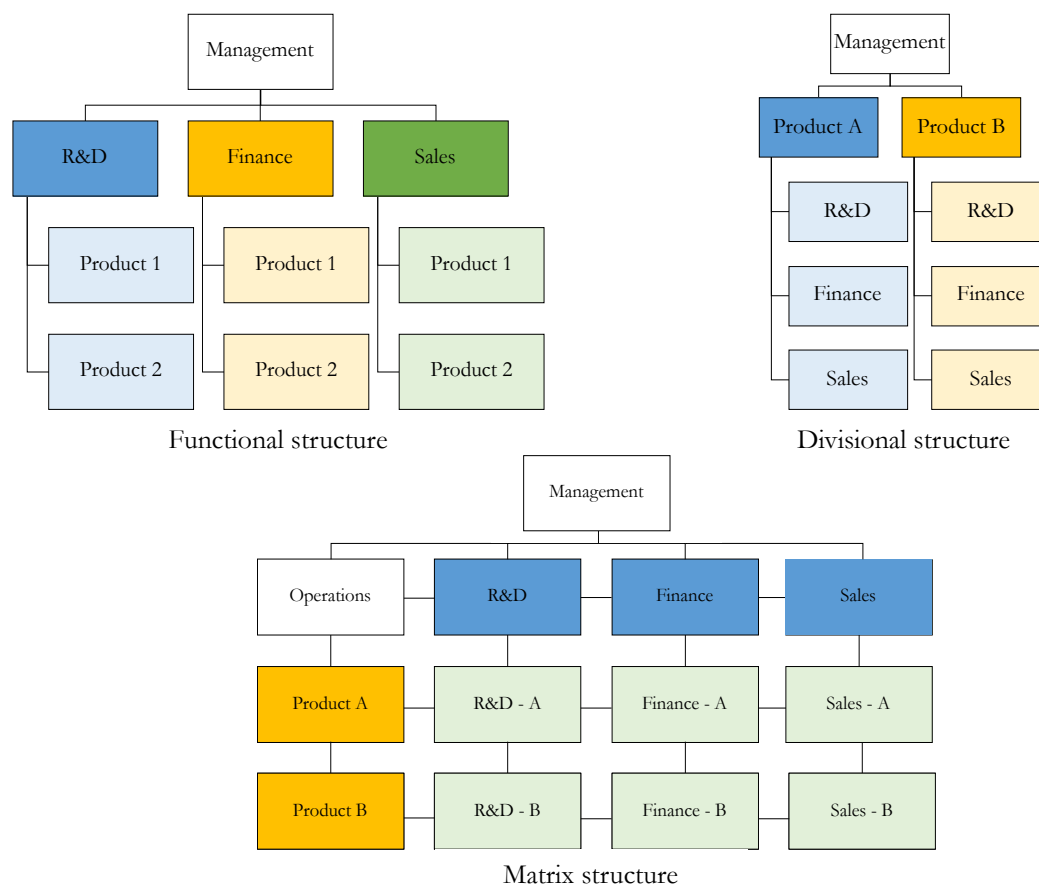 Management
R&D
Finance
Sales
Product 1
Product 1
Product 1
Product 2
Product 2
Product 2
Functional structure
Management
Product A
Product B
R&D
R&D
Finance
Finance
Sales
Sales
Divisional structure
Management
Operations
R&D
Finance
Sales
Product A
R&D - A
Finance - A
Sales - A
Product B
R&D - B
Finance - B
Sales - B
Matrix structure